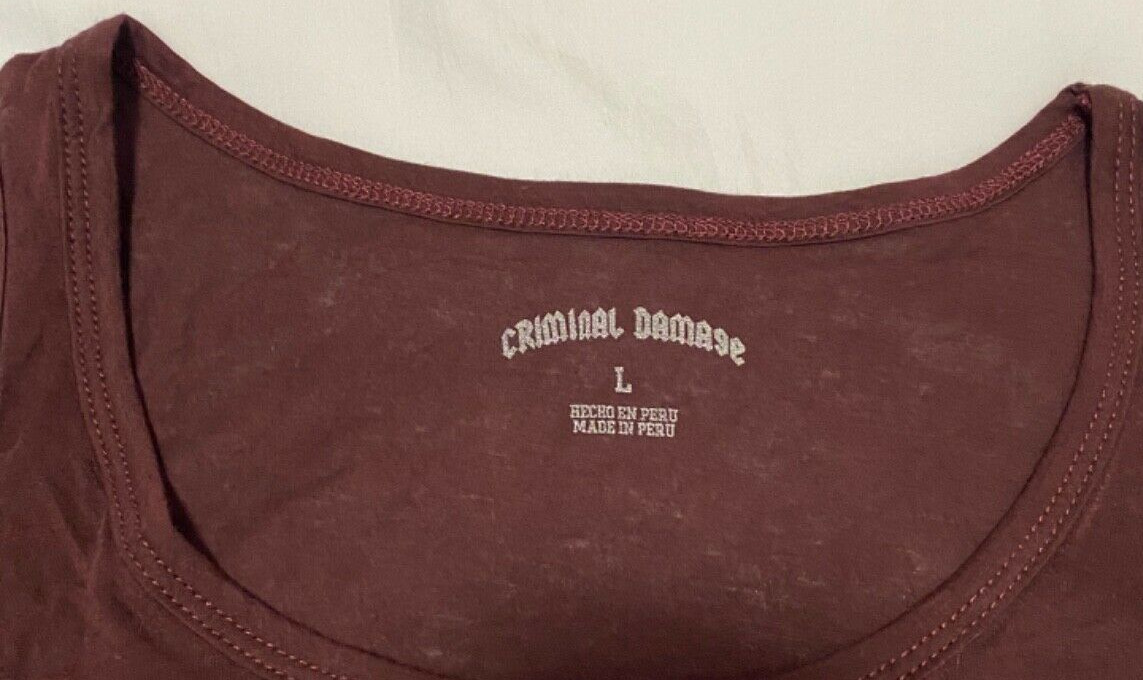 CRIMINAL DAMAGE
L
HECHO EN PERU
MADE IN PERU